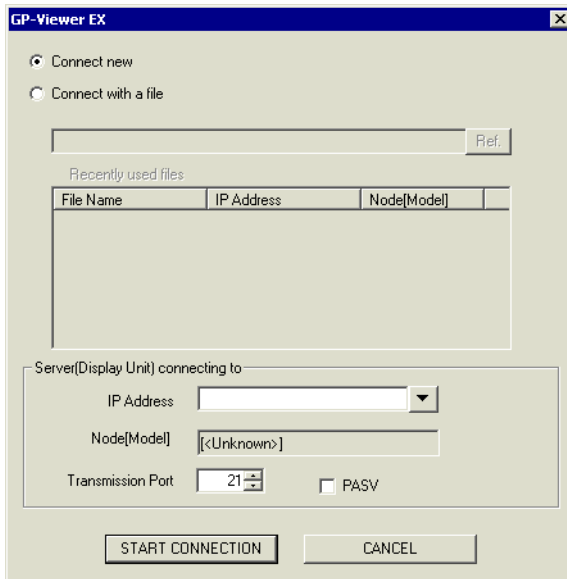 GP-Viewer EX
Connect new
Connect with a file
Ref.
Recently used files
File Name IP Address Node[Model]
Server(Display Unit) connecting to
IP Address
Node[Model] [<Unknown>]
Transmission Port 21 PASV
START CONNECTION CANCEL